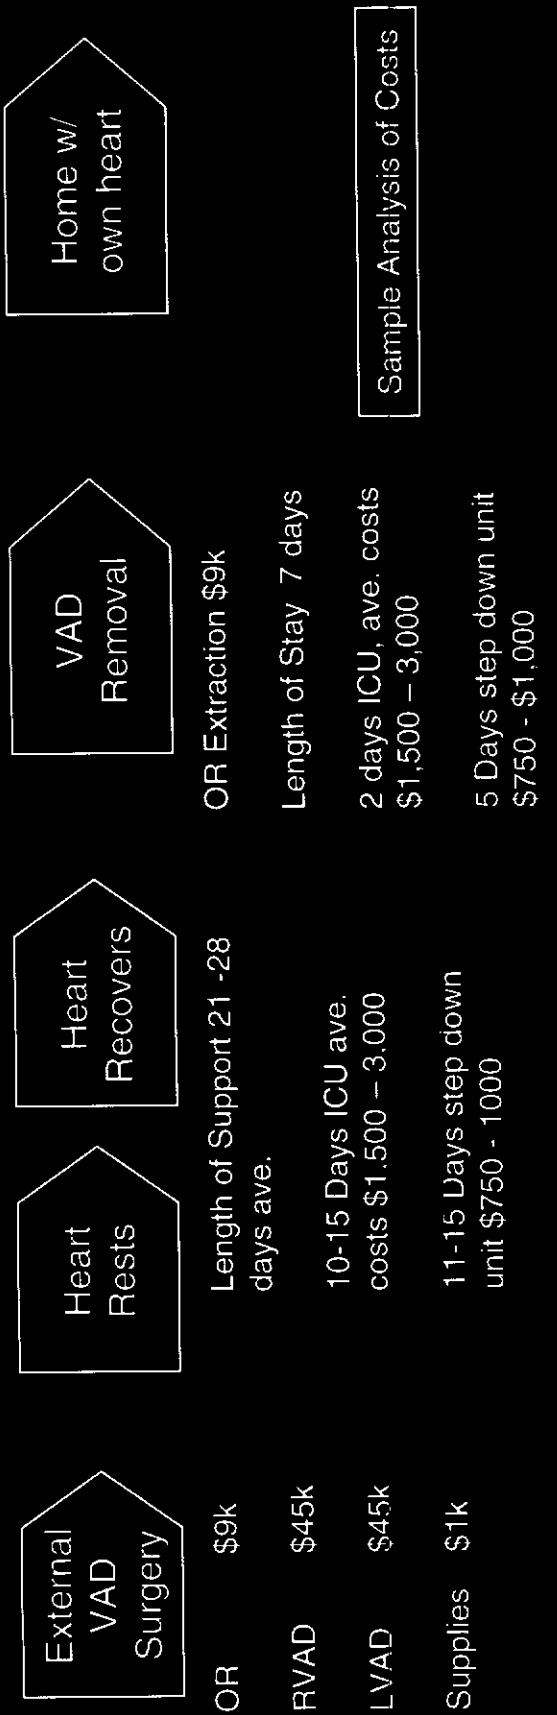 External
VAD
Surgery
OR $9k
RVAD $45k
LVAD $45k
Supplies $1k
Heart
Rests
Heart
Recovers
Length of Support 21 -28
days ave.
10-15 Days ICU ave.
costs $1.500 – 3.000
11-15 Days step down
unit $750 - 1000
VAD
Removal
OR Extraction $9k
Length of Stay 7 days
2 days ICU, ave. costs
$1,500 – 3,000
5 Days step down unit
$750 - $1,000
Home w/
own heart
Sample Analysis of Costs